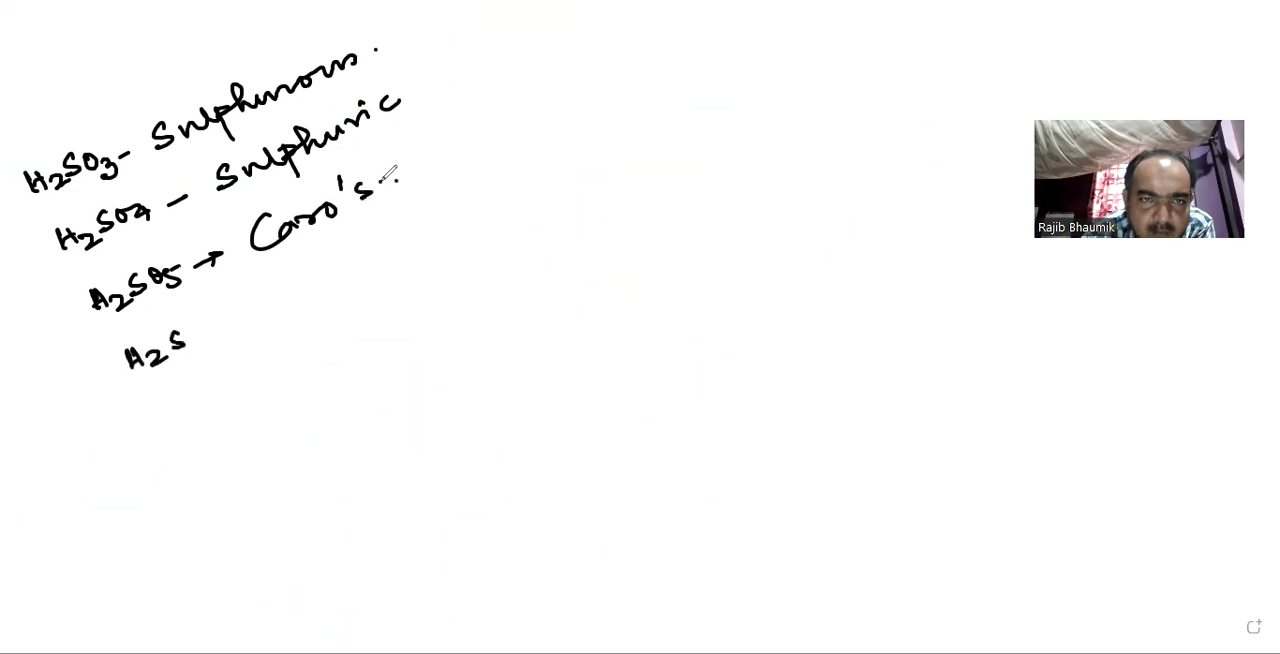 H2SO3 - Sulphurous.
H2SO4 - Sulphuric
H2SO5 → Caro's.
H2S
Rajib Bhaumik